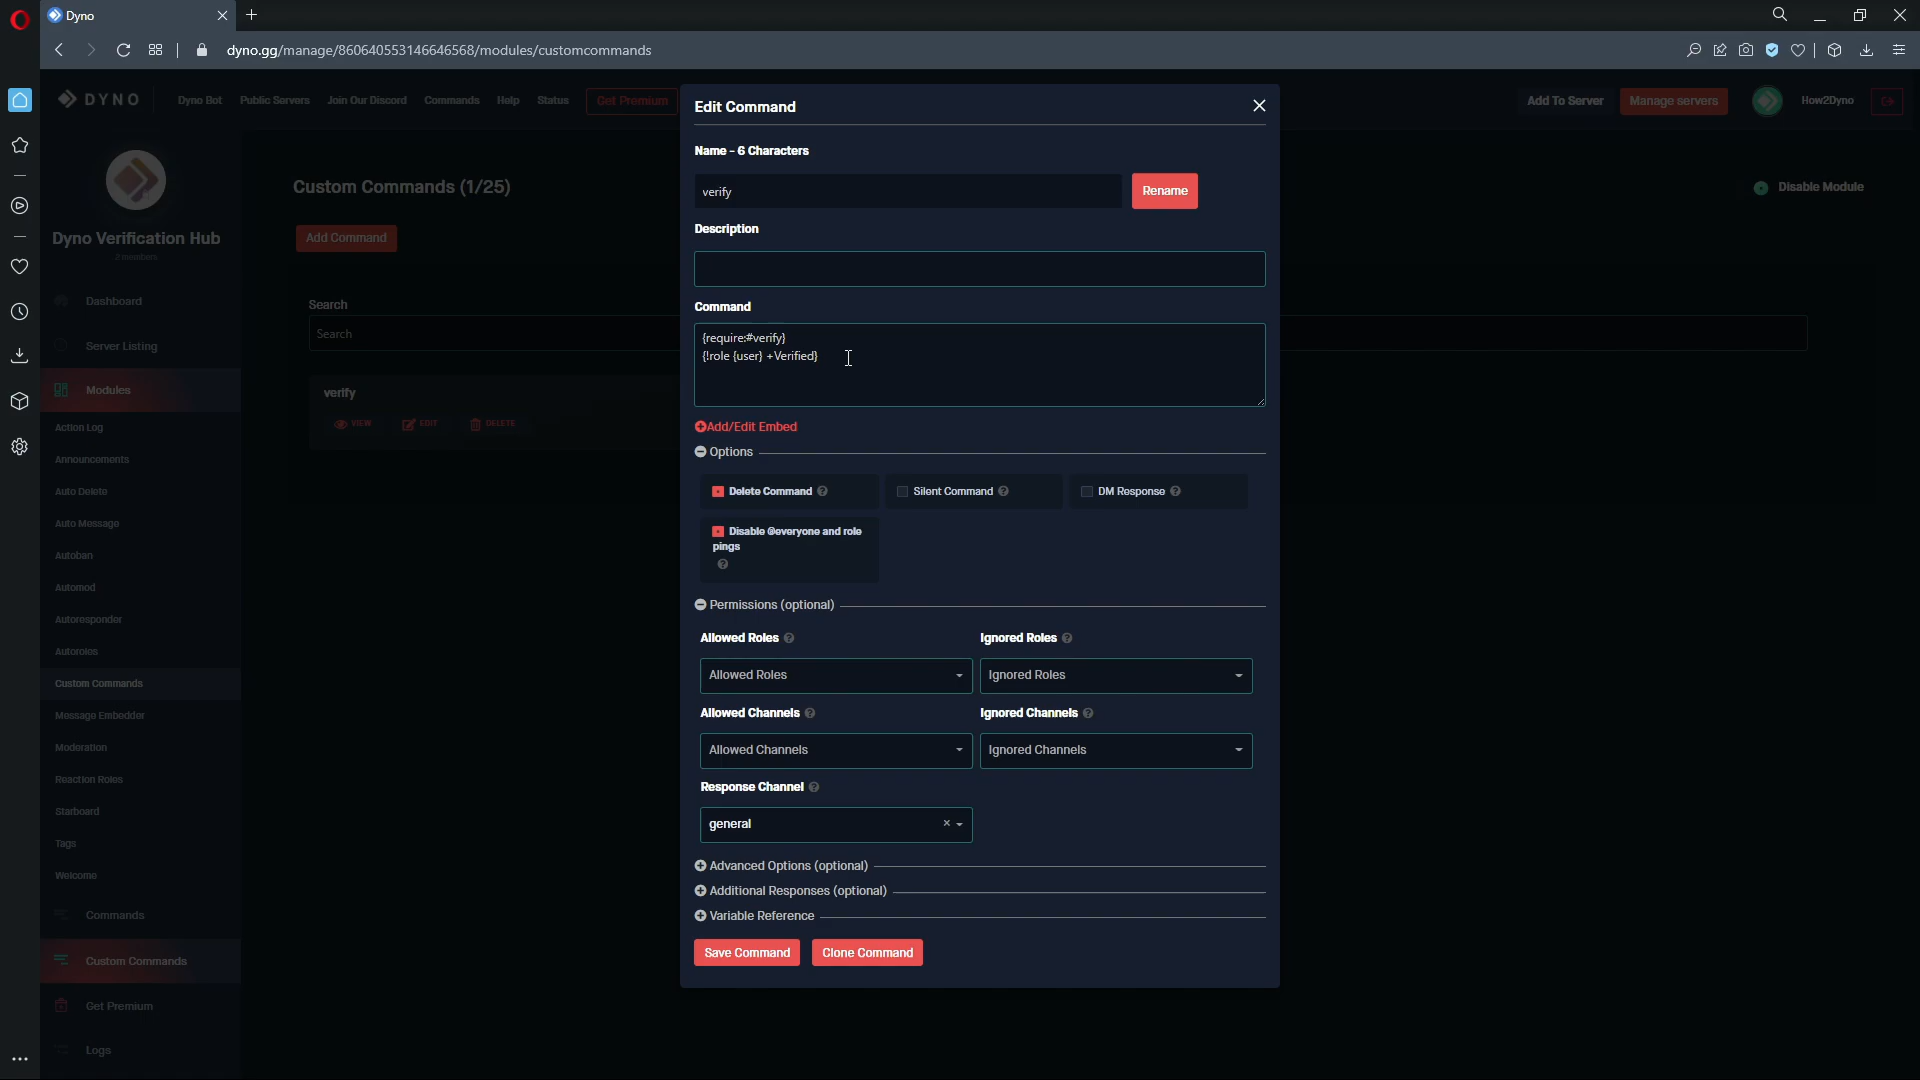 Dyno
dyno.gg/manage/860640553146646568/modules/customcommands
DYNO
Dyno Bot
Public Servers
Join Our Discord
Commands
Help
Status
Get Premium
Add To Server
Manage servers
How2Dyno
Dyno Verification Hub
2 members
Dashboard
Server Listing
Modules
Action Log
Announcements
Auto Delete
Auto Message
Autoban
Automod
Autoresponder
Autoroles
Custom Commands
Message Embedder
Moderation
Reaction Roles
Starboard
Tags
Welcome
Commands
Custom Commands
Get Premium
Logs
Custom Commands (1/25)
Disable Module
Add Command
Search
Search
verify
VIEW
EDIT
DELETE
Edit Command
Name - 6 Characters
verify
Rename
Description
Command
{require:#verify}
{!role {user} +Verified}
Add/Edit Embed
Options
Delete Command
Silent Command
DM Response
Disable @everyone and role
pings
Permissions (optional)
Allowed Roles
Ignored Roles
Allowed Roles
Ignored Roles
Allowed Channels
Ignored Channels
Allowed Channels
Ignored Channels
Response Channel
general
Advanced Options (optional)
Additional Responses (optional)
Variable Reference
Save Command
Clone Command